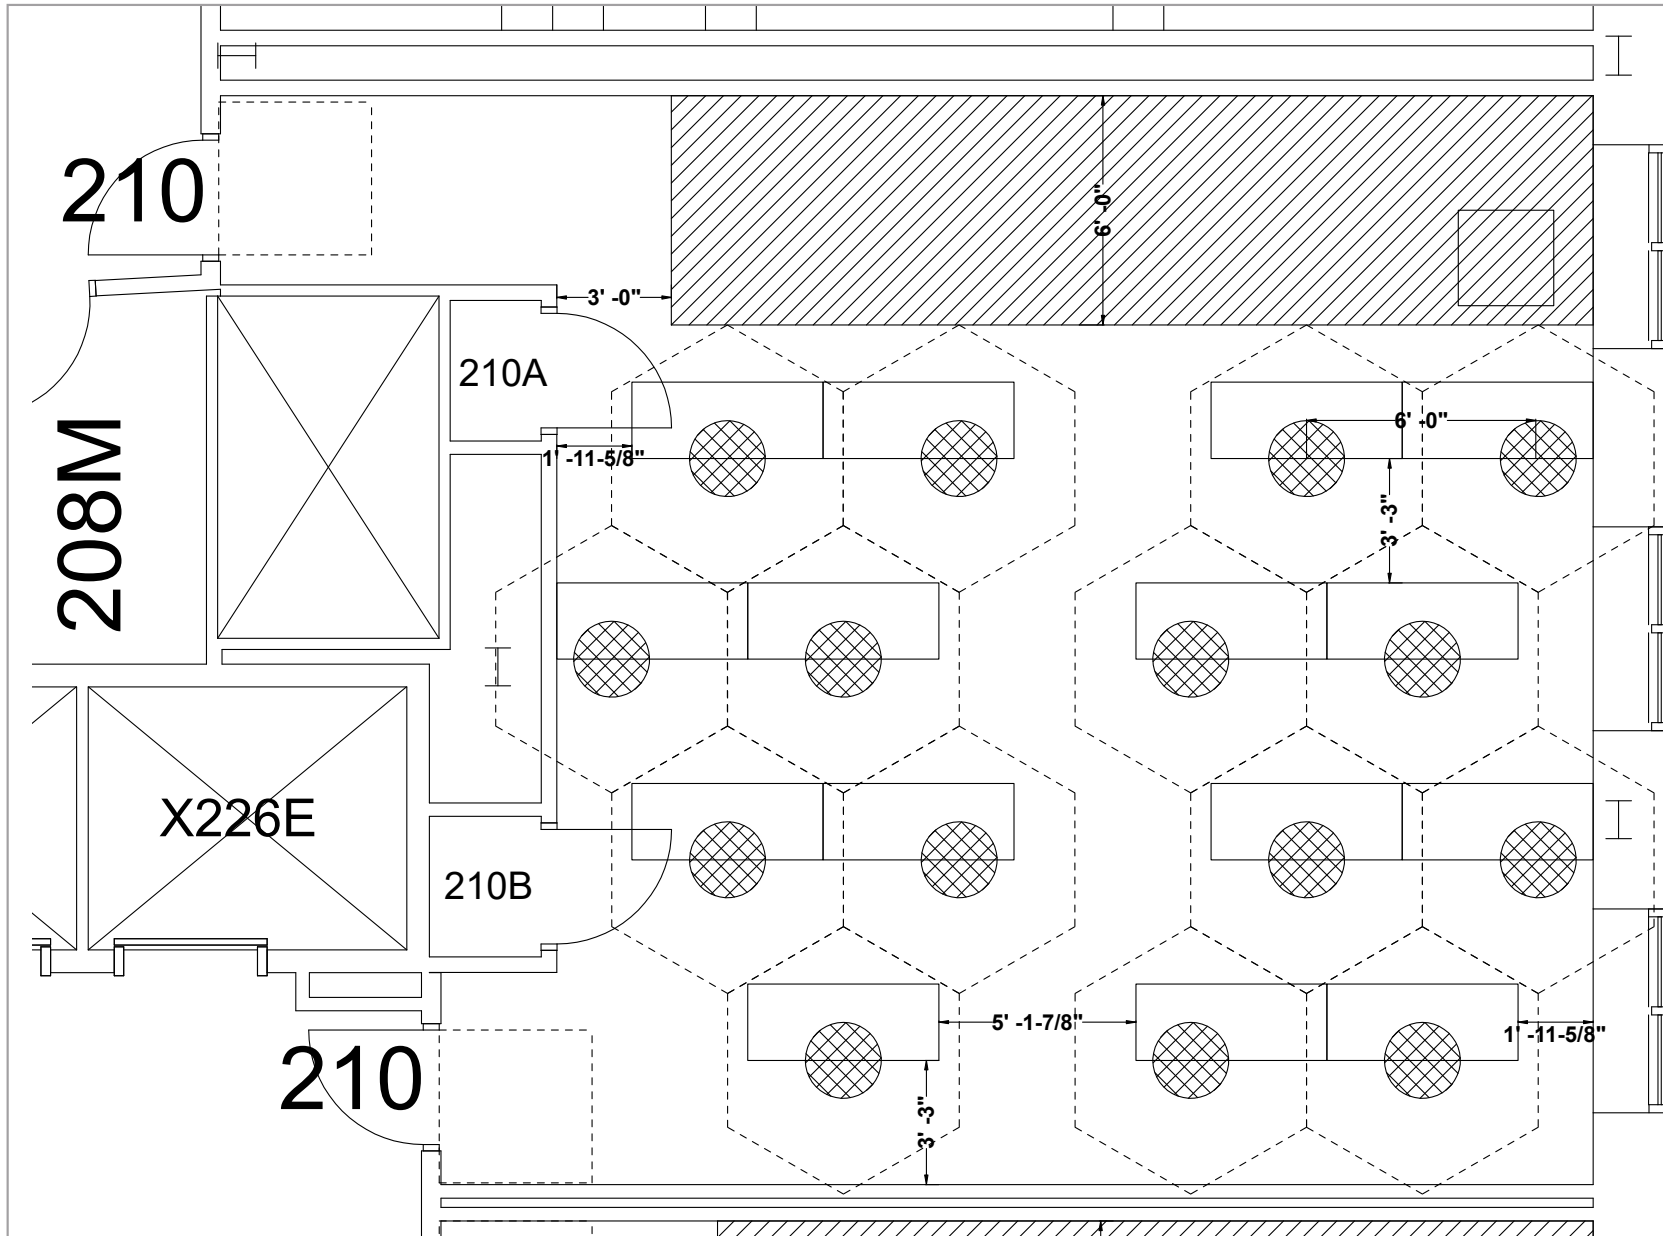 210
6' -0"
3' -0"
210A
6' -0"
1' -11-5/8"
208M
3' -3"
X226E
210B
5' -1-7/8"
1' -11-5/8"
210
3' -3"